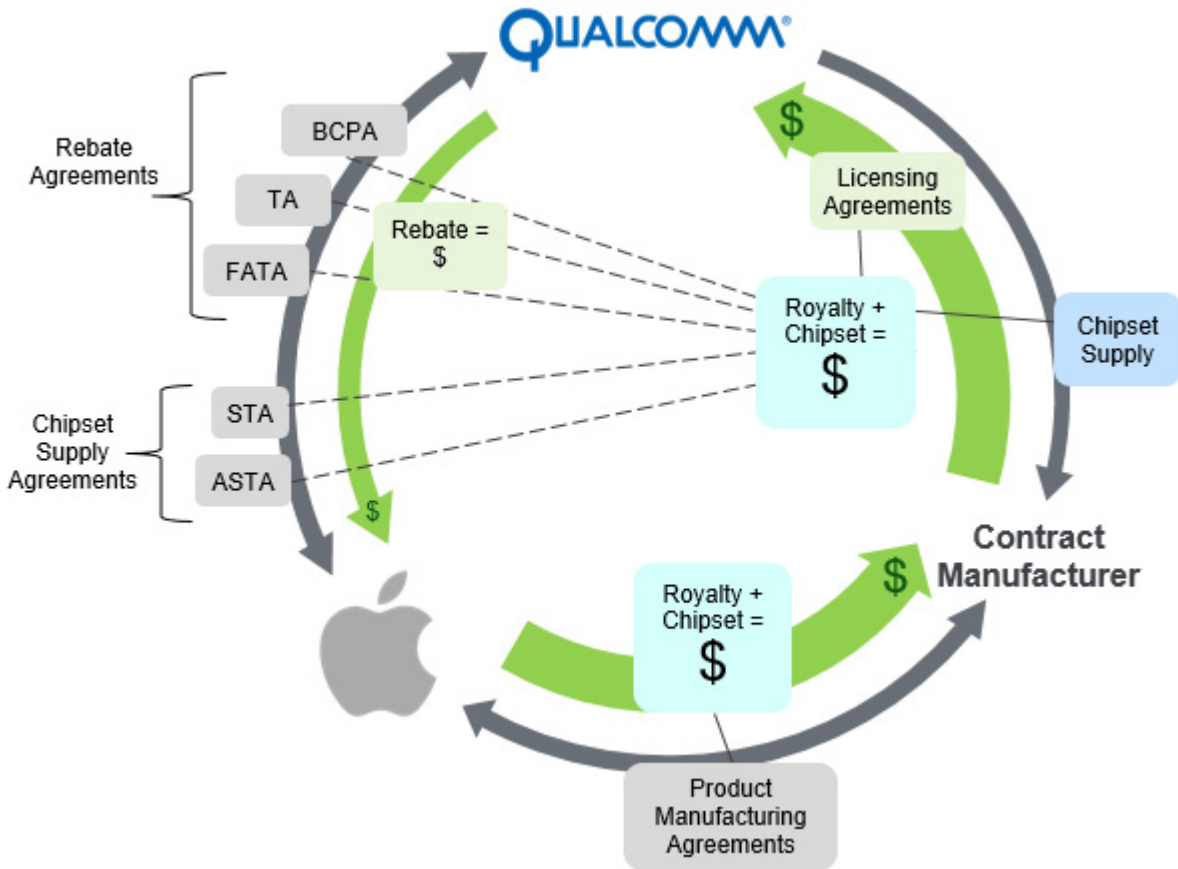 QUALCOMM®
BCPA
Rebate
Agreements
TA
Rebate =
$
FATA
$
Licensing
Agreements
Royalty +
Chipset =
$
Chipset
Supply
Chipset
Supply
Agreements
STA
ASTA
$
Contract
Manufacturer
$
Royalty +
Chipset =
$
Product
Manufacturing
Agreements